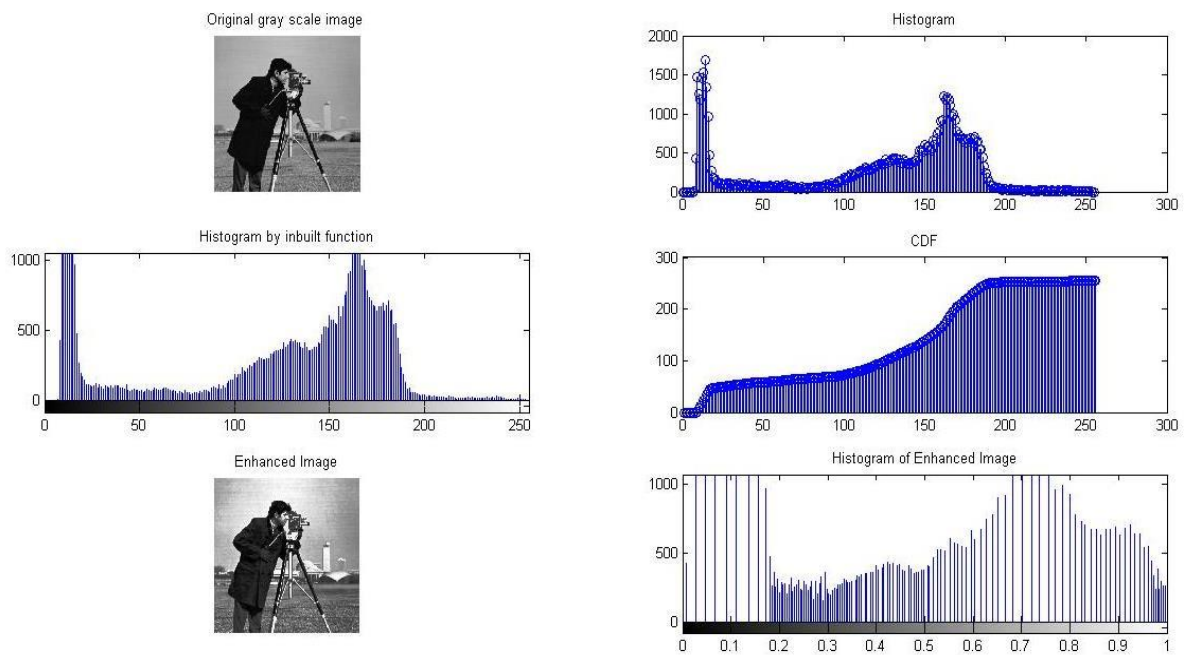 Original gray scale image
Histogram
2000
1500
1000
500
0
0 50 100 150 200 250 300
Histogram by inbuilt function
1000
500
0
0 50 100 150 200 250
CDF
300
200
100
0
0 50 100 150 200 250 300
Enhanced Image
Histogram of Enhanced Image
1000
500
0
0 0.1 0.2 0.3 0.4 0.5 0.6 0.7 0.8 0.9 1